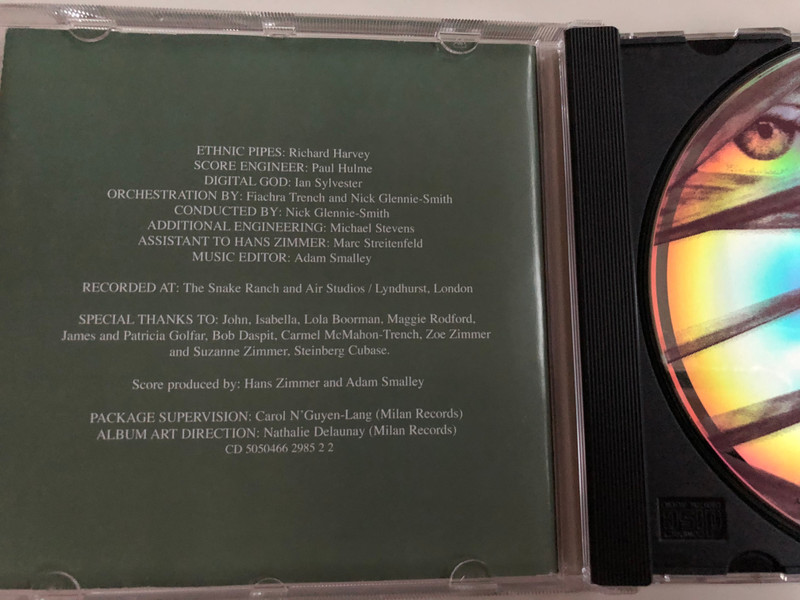 ETHNIC PIPES: Richard Harvey
SCORE ENGINEER: Paul Hulme
DIGITAL GOD: Ian Sylvester
ORCHESTRATION BY: Fiachra Trench and Nick Glennie-Smith
CONDUCTED BY: Nick Glennie-Smith
ADDITIONAL ENGINEERING: Michael Stevens
ASSISTANT TO HANS ZIMMER: Marc Streitenfeld
MUSIC EDITOR: Adam Smalley
RECORDED AT: The Snake Ranch and Air Studios / Lyndhurst, London
SPECIAL THANKS TO: John, Isabella, Lola Boorman, Maggie Rodford,
James and Patricia Golfar, Bob Daspit, Carmel McMahon-Trench, Zoe Zimmer
and Suzanne Zimmer, Steinberg Cubase.
Score produced by: Hans Zimmer and Adam Smalley
PACKAGE SUPERVISION: Carol N'Guyen-Lang (Milan Records)
ALBUM ART DIRECTION: Nathalie Delaunay (Milan Records)
CD 5050466 2985 2 2